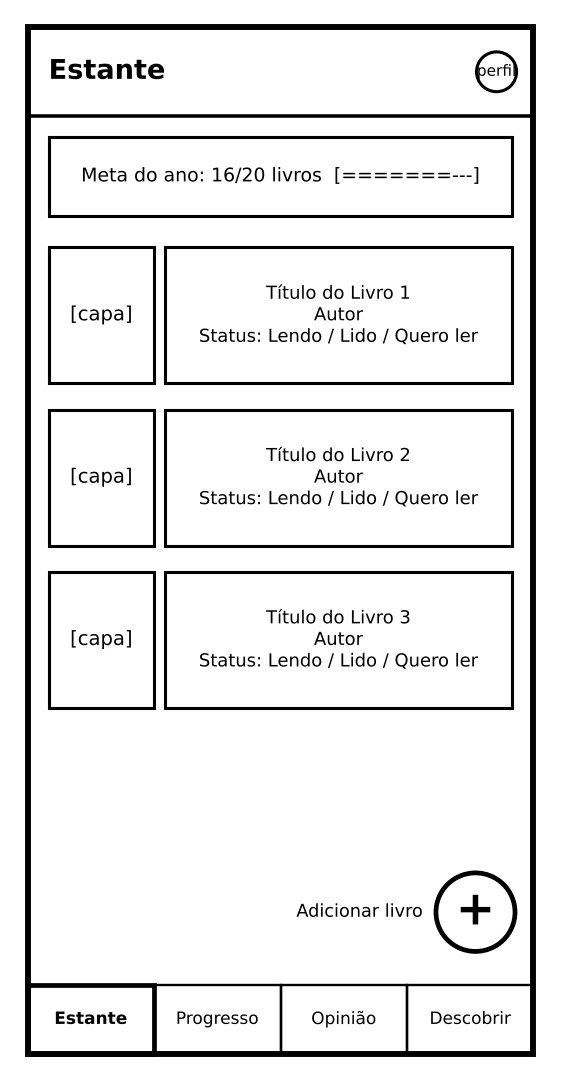 Estante
perfil
Meta do ano: 16/20 livros [=======---]
[capa]
Título do Livro 1
Autor
Status: Lendo / Lido / Quero ler
[capa]
Título do Livro 2
Autor
Status: Lendo / Lido / Quero ler
[capa]
Título do Livro 3
Autor
Status: Lendo / Lido / Quero ler
Adicionar livro
+
Estante
Progresso
Opinião
Descobrir